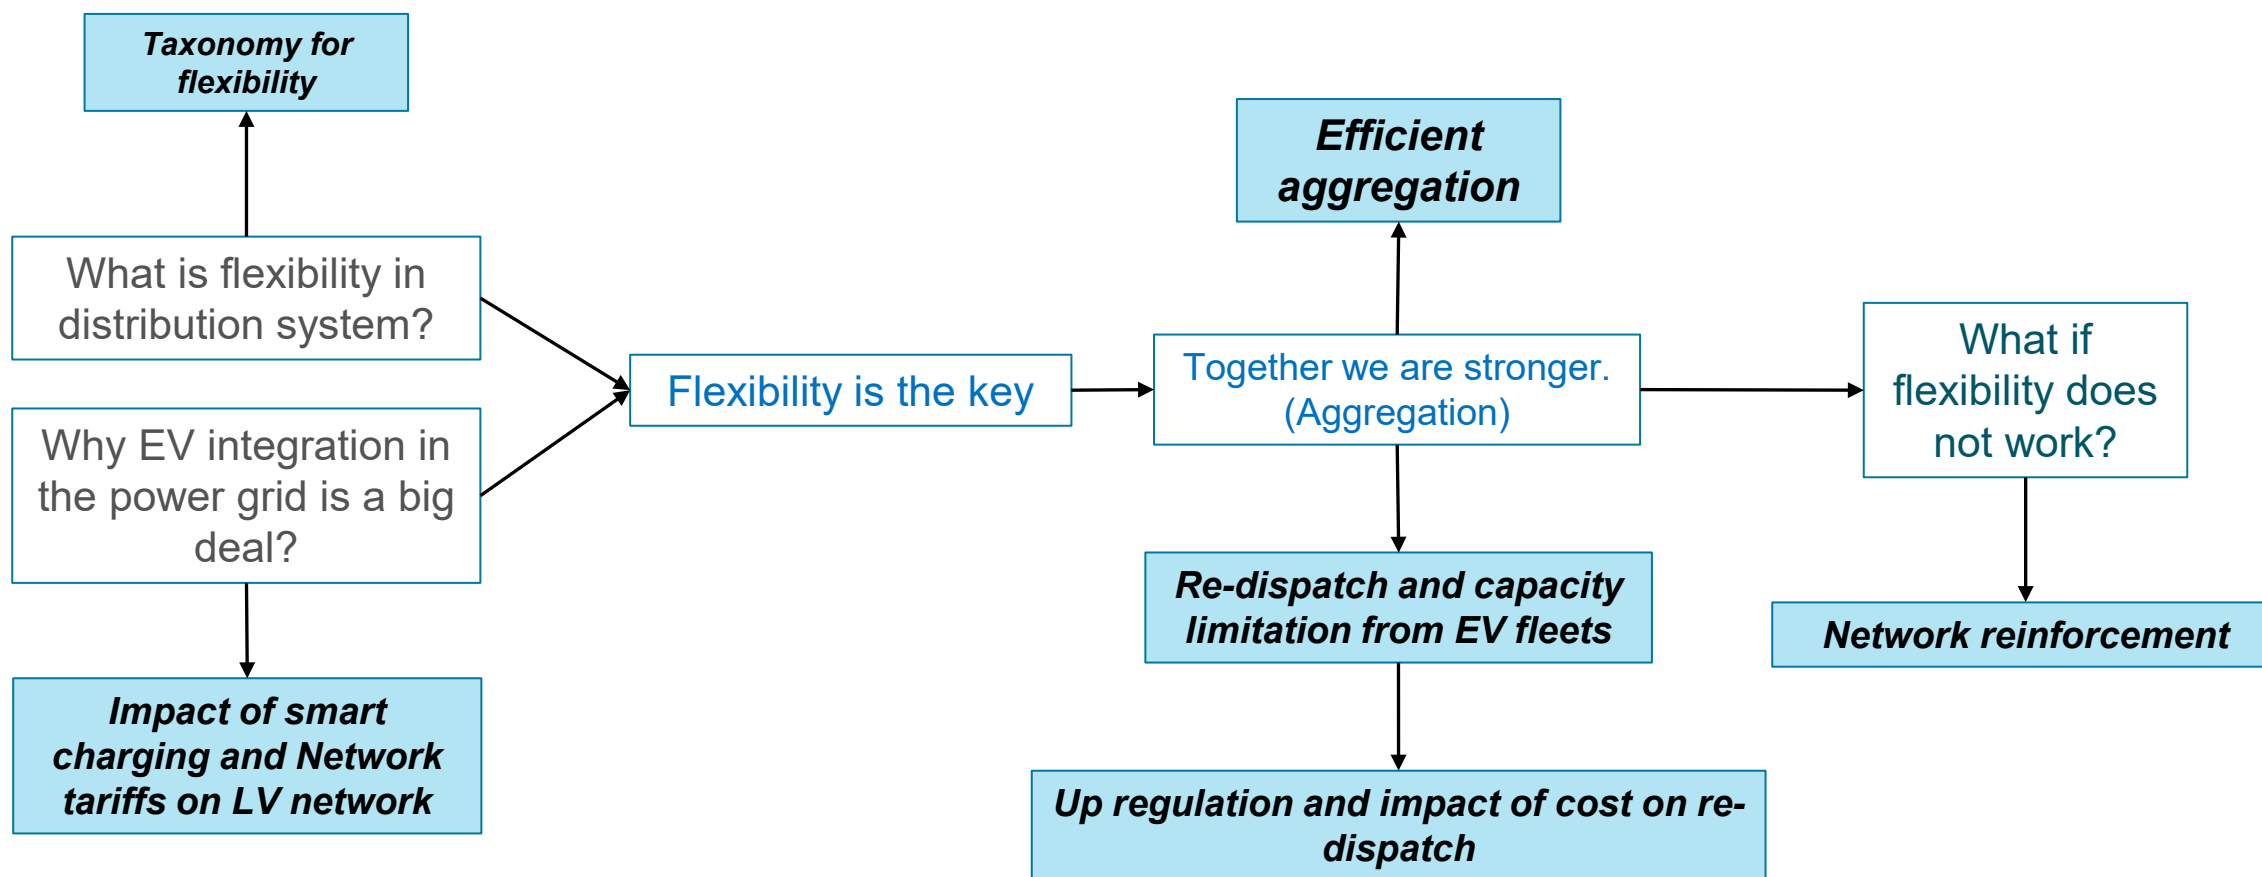 Taxonomy for
flexibility
What is flexibility in
distribution system?
Why EV integration in
the power grid is a big
deal?
Impact of smart
charging and Network
tariffs on LV network
Flexibility is the key
Efficient
aggregation
Together we are stronger.
(Aggregation)
Re-dispatch and capacity
limitation from EV fleets
Up regulation and impact of cost on re-
dispatch
What if
flexibility does
not work?
Network reinforcement